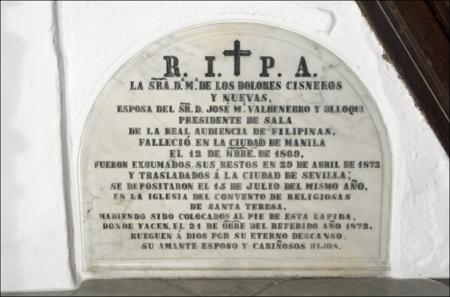 R. I. ✝ P. A.
LA SRA. D. M. DE LOS DOLORES CISNEROS
Y NUEVAS,
ESPOSA DEL SR. D. JOSÉ M. VALDENEBRO Y OLLOQUI
PRESIDENTE DE SALA
DE LA REAL AUDIENCIA DE FILIPINAS,
FALLECIÓ EN LA CIUDAD DE MANILA
EL 12 DE NBRE. DE 1869,
FUERON EXHUMADOS SUS RESTOS EN 29 DE ABRIL DE 1872
Y TRASLADADOS Á LA CIUDAD DE SEVILLA;
SE DEPOSITARON EL 15 DE JULIO DEL MISMO AÑO,
EN LA IGLESIA DEL CONVENTO DE RELIGIOSAS
DE SANTA TERESA,
HABIENDO SIDO COLOCADOS AL PIE DE ESTA LAPIDA,
DONDE YACEN, EL 21 DE OBRE DEL REFERIDO AÑO 1872.
RUEGUEN Á DIOS POR SU ETERNO DESCANSO,
SU AMANTE ESPOSO Y CARIÑOSOS HIJOS.